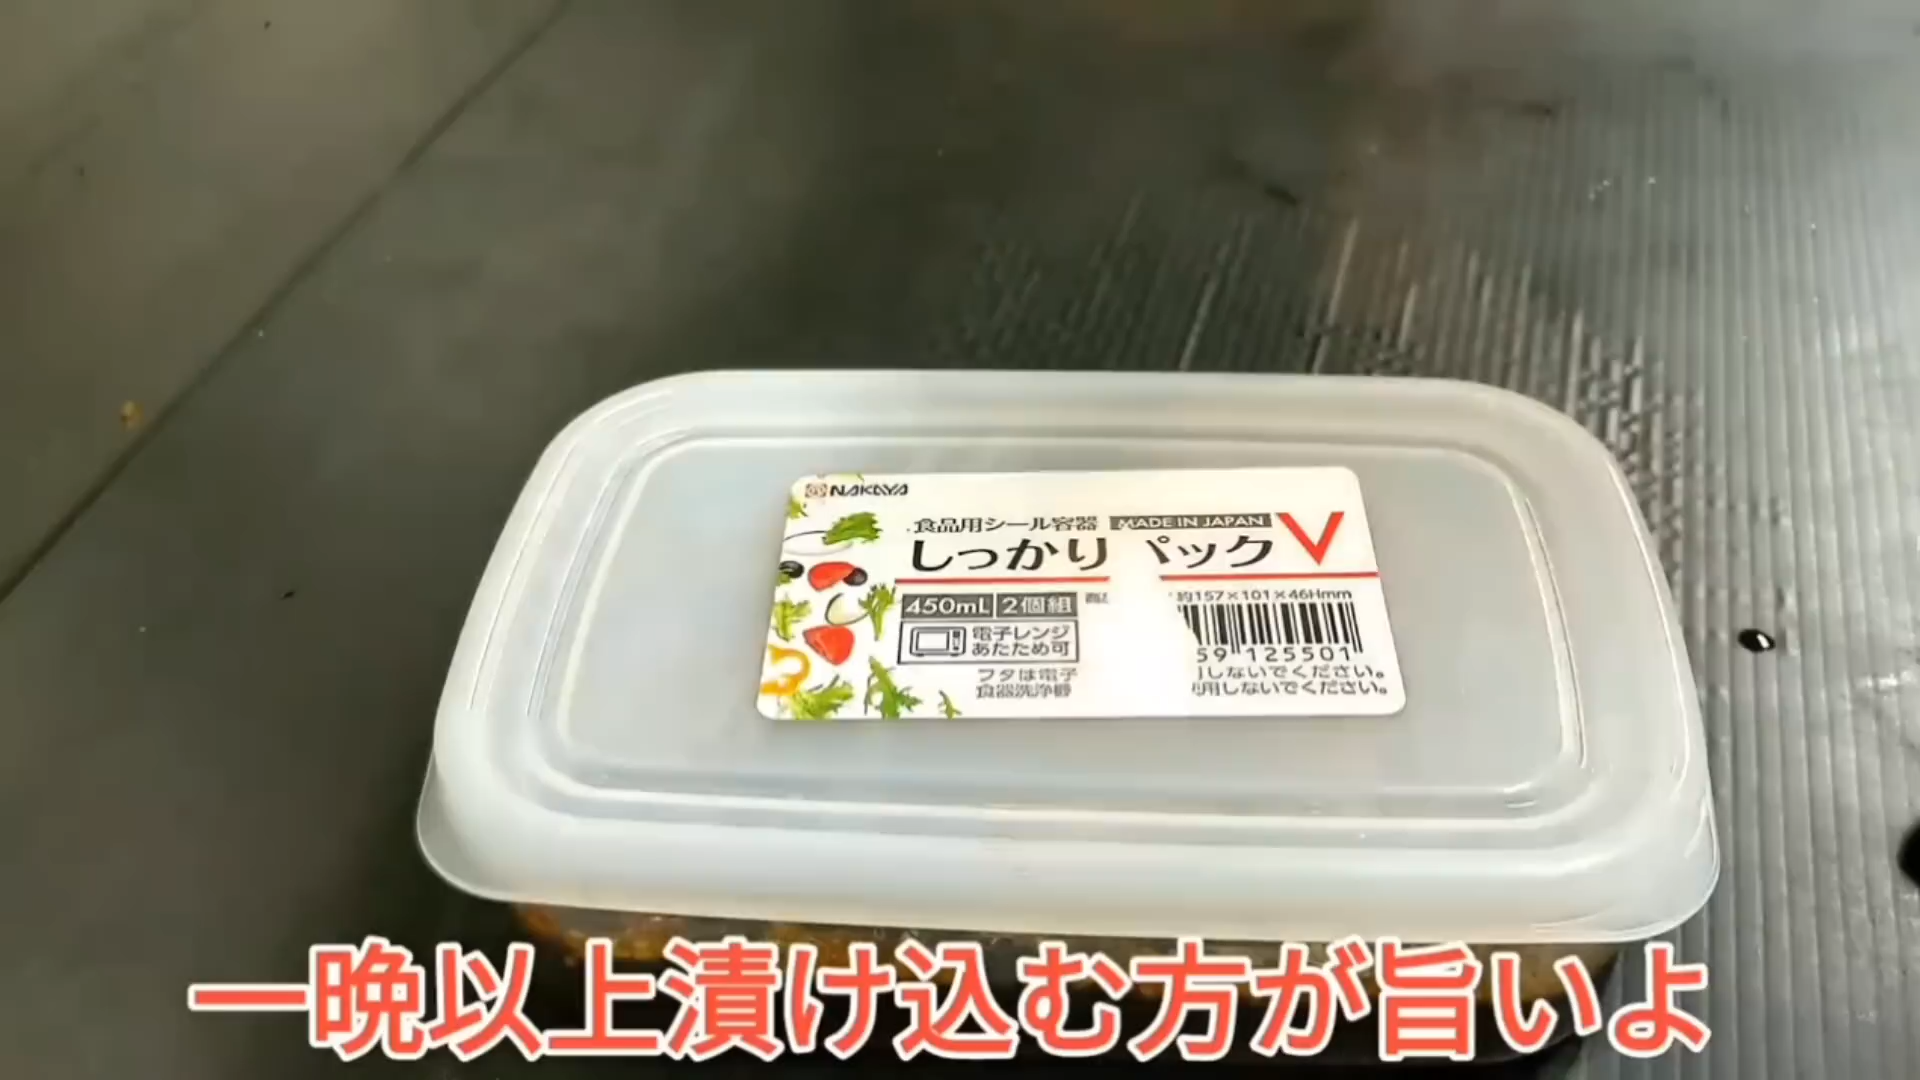 NAKAYA
食品用シール容器 MADE IN JAPAN
しっかりパックV
450mL 2個組
約157×101×46Hmm
電子レンジ
あたため可
59 125501
フタは電子
しないでください。
食器洗浄機
用しないでください。
一晩以上漬け込む方が旨いよ